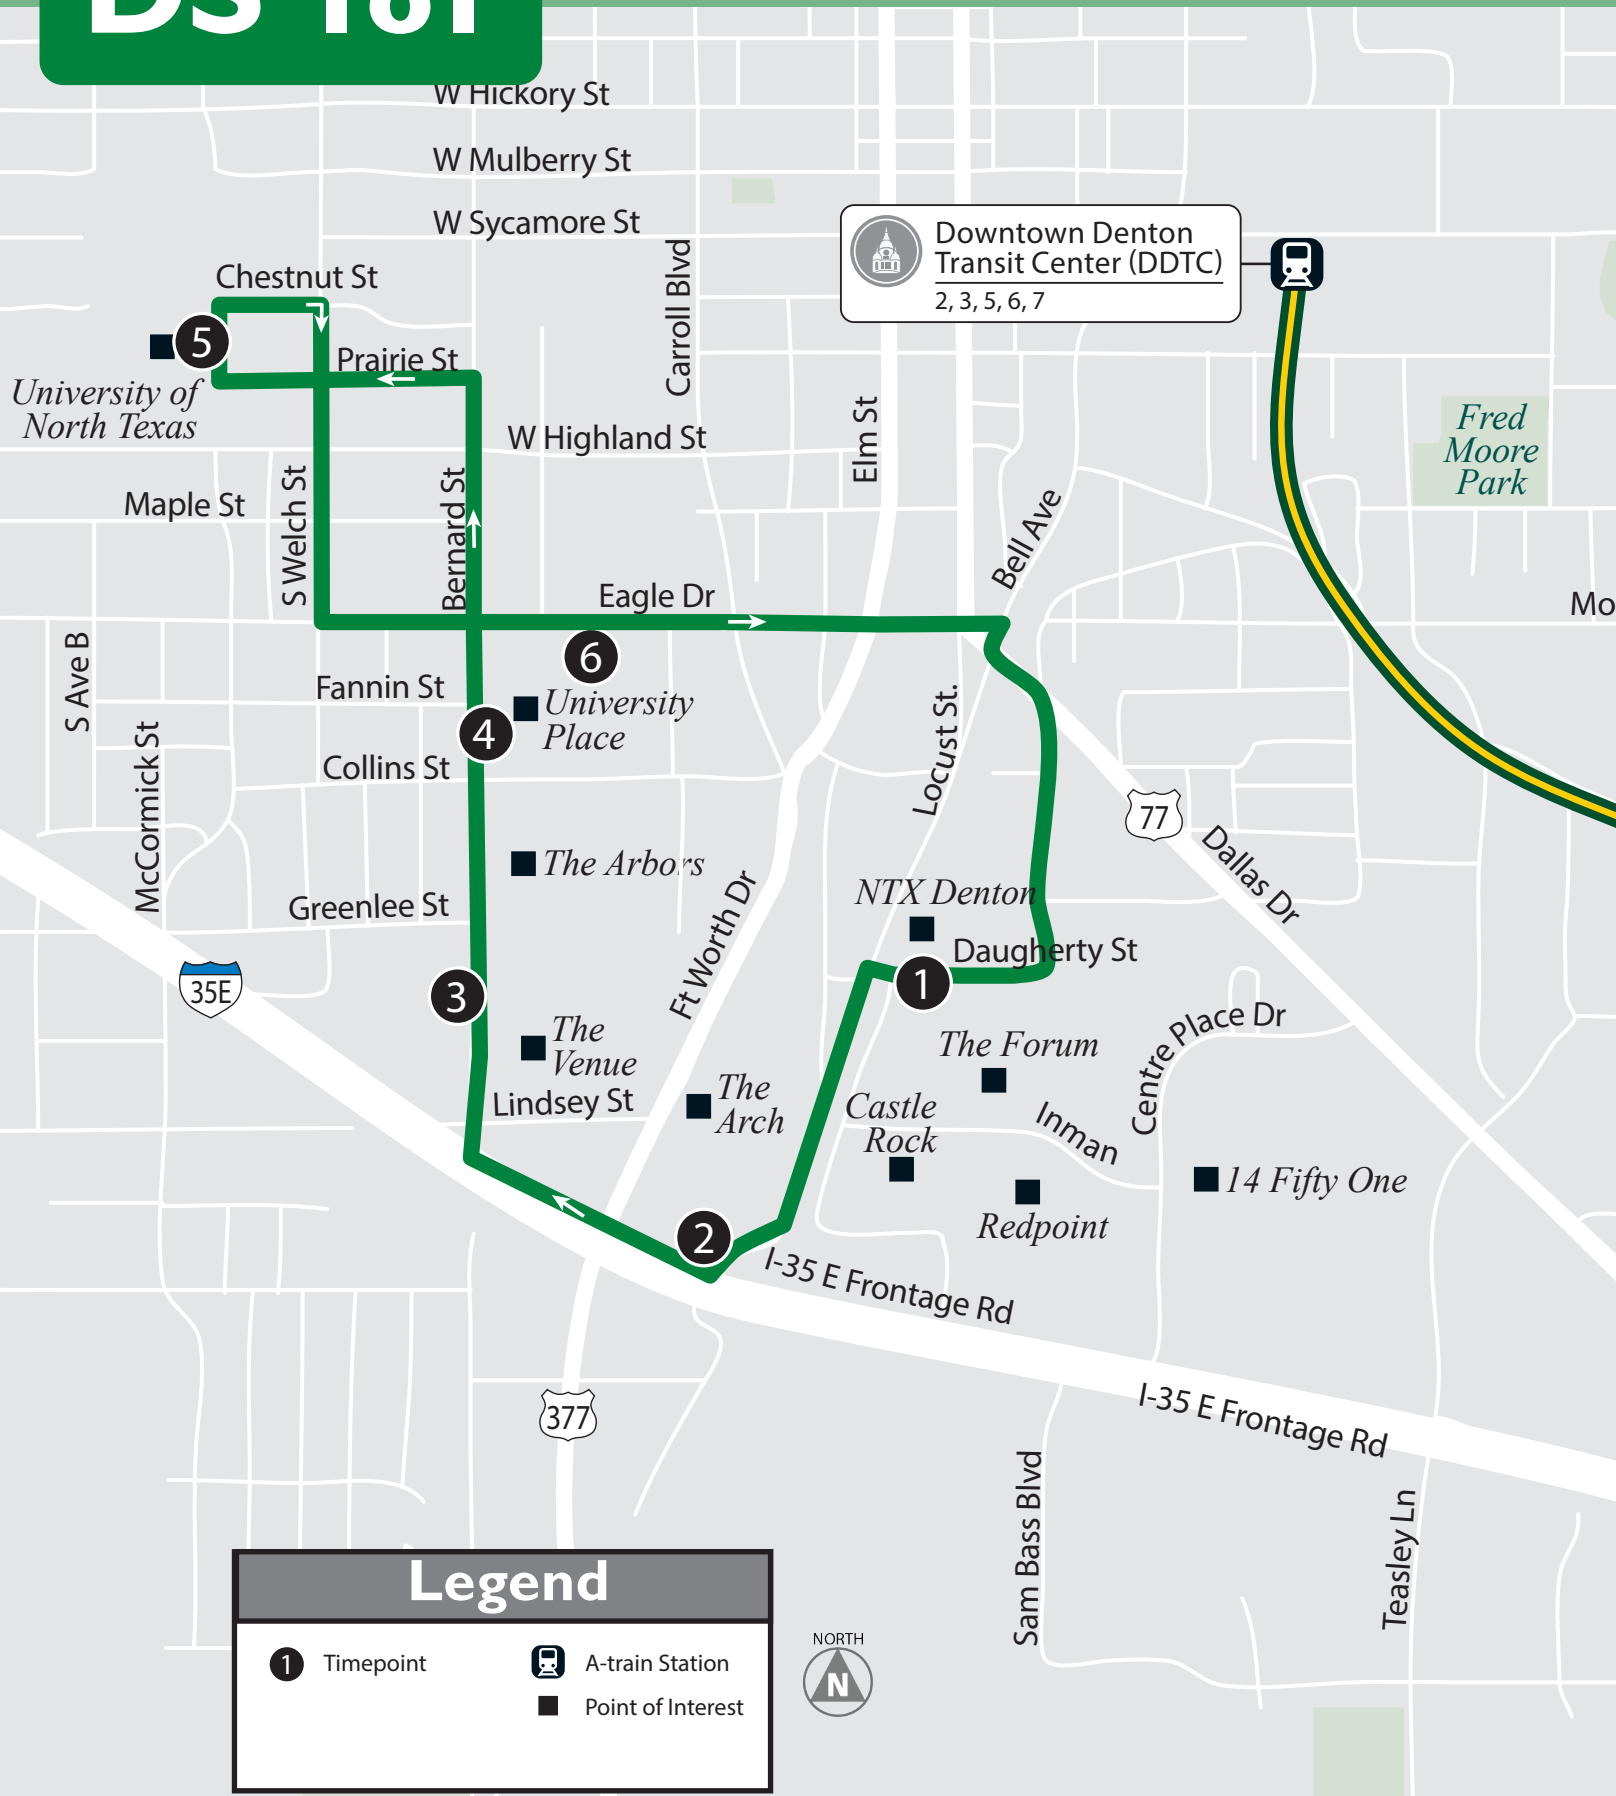 W Hickory St
W Mulberry St
W Sycamore St
Downtown Denton
Transit Center (DDTC)
2, 3, 5, 6, 7
Chestnut St
Carroll Blvd
5
Prairie St
University of
North Texas
W Highland St
Elm St
Fred
Moore
Park
Maple St
S Welch St
Bernard St
Bell Ave
Eagle Dr
Mo
S Ave B
6
Fannin St
University
Place
4
Locust St.
Collins St
McCormick St
77
Dallas Dr
The Arbors
Ft Worth Dr
NTX Denton
Greenlee St
Daugherty St
35E
3
1
The
Venue
The Forum
Centre Place Dr
Lindsey St
The
Arch
Castle
Rock
Inman
14 Fifty One
Redpoint
2
I-35 E Frontage Rd
377
I-35 E Frontage Rd
Sam Bass Blvd
Teasley Ln
Legend
1 Timepoint
A-train Station
Point of Interest
NORTH
N